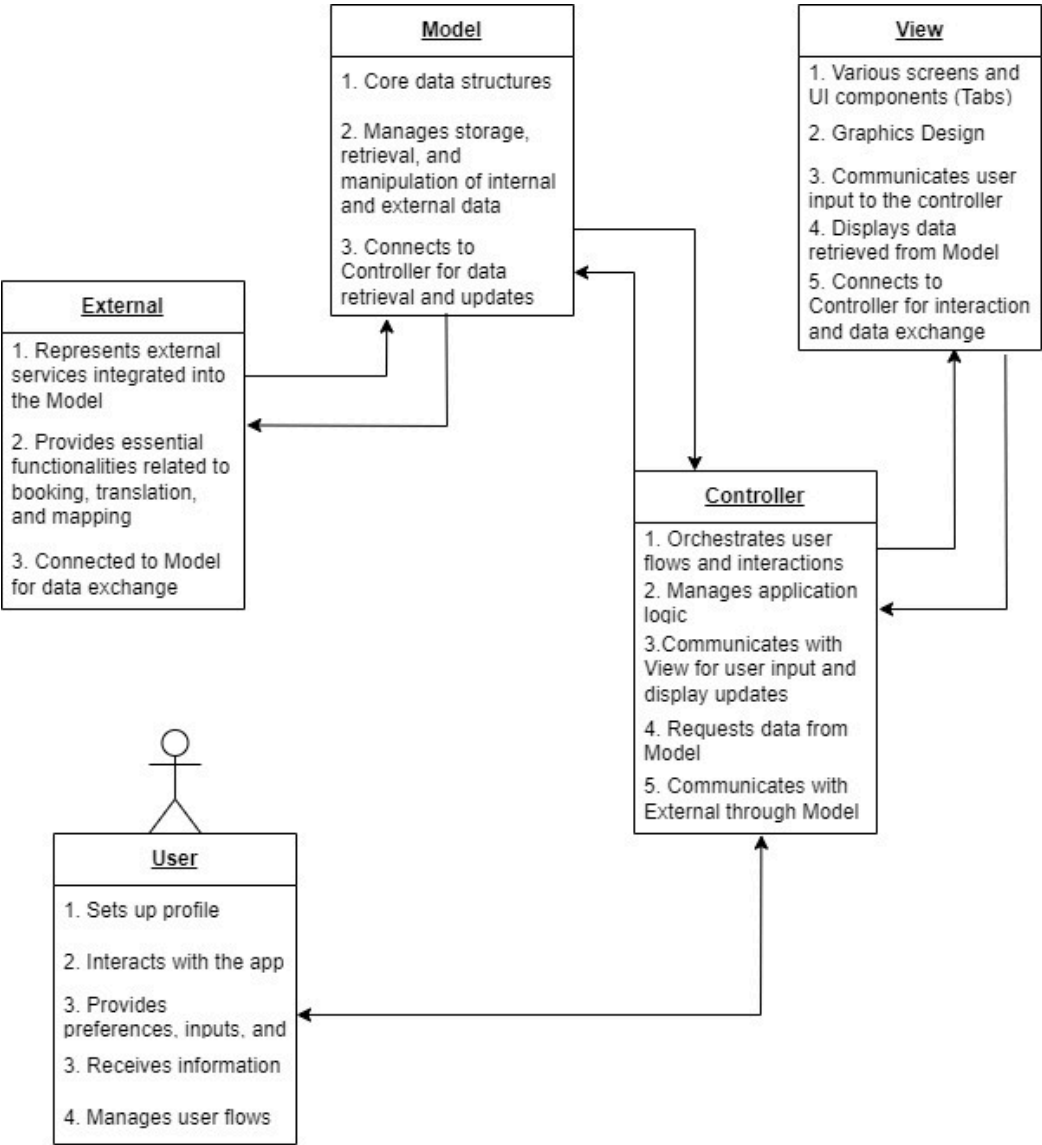 Model
1. Core data structures
2. Manages storage,
retrieval, and
manipulation of internal
and external data
3. Connects to
Controller for data
retrieval and updates
View
1. Various screens and
UI components (Tabs)
2. Graphics Design
3. Communicates user
input to the controller
4. Displays data
retrieved from Model
5. Connects to
Controller for interaction
and data exchange
External
1. Represents external
services integrated into
the Model
2. Provides essential
functionalities related to
booking, translation,
and mapping
3. Connected to Model
for data exchange
Controller
1. Orchestrates user
flows and interactions
2. Manages application
logic
3.Communicates with
View for user input and
display updates
4. Requests data from
Model
5. Communicates with
External through Model
User
1. Sets up profile
2. Interacts with the app
3. Provides
preferences, inputs, and
3. Receives information
4. Manages user flows